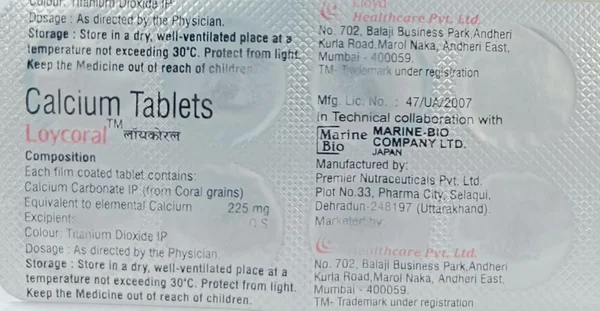 Colour: Titanium Dioxide IP
Dosage : As directed by the Physician.
Storage : Store in a dry, well-ventilated place at a
temperature not exceeding 30°C. Protect from light.
Keep the Medicine out of reach of children.
Calcium Tablets
Loycoral™ लॉयकोरल
Composition
Each film coated tablet contains:
Calcium Carbonate IP (from Coral grains)
Equivalent to elemental Calcium 225 mg
Excipients Q.S.
Colour: Titanium Dioxide IP
Dosage : As directed by the Physician.
Storage : Store in a dry, well-ventilated place at a
temperature not exceeding 30°C. Protect from light.
Keep the Medicine out of reach of children.
Lloyd
Healthcare Pvt. Ltd.
No. 702, Balaji Business Park,Andheri
Kurla Road,Marol Naka, Andheri East,
Mumbai - 400059.
TM- Trademark under registration
Mfg. Lic. No. : 47/UA/2007
in Technical collaboration with
Marine Bio MARINE-BIO
COMPANY LTD.
JAPAN
Manufactured by:
Premier Nutraceuticals Pvt. Ltd.
Plot No.33, Pharma City, Selaqui,
Dehradun-248197 (Uttarakhand).
Marketed by:
Healthcare Pvt. Ltd.
No. 702, Balaji Business Park,Andheri
Kurla Road,Marol Naka, Andheri East,
Mumbai - 400059.
TM- Trademark under registration